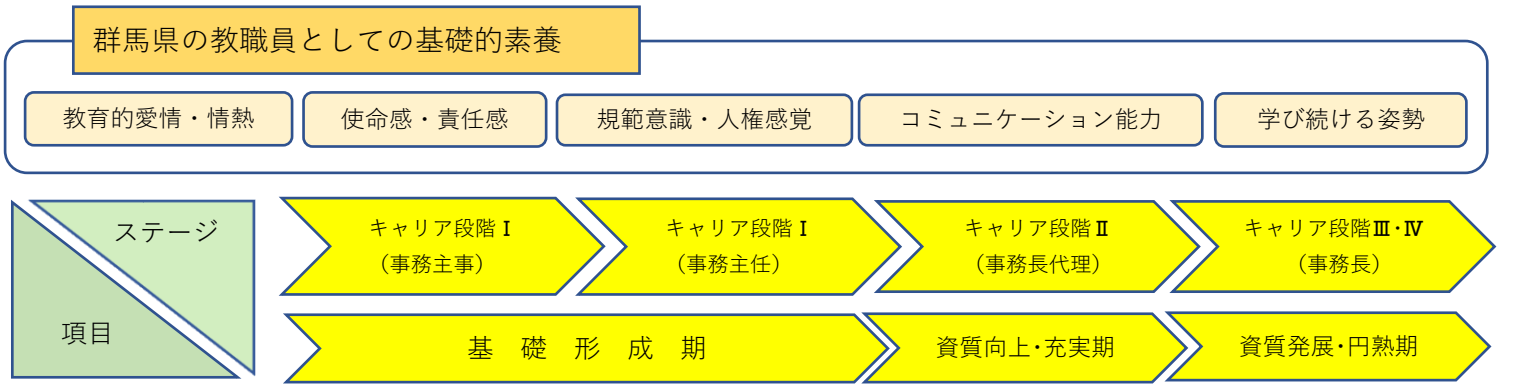 群馬県の教職員としての基礎的素養
教育的愛情・情熱
使命感・責任感
規範意識・人権感覚
コミュニケーション能力
学び続ける姿勢
ステージ
項目
キャリア段階Ⅰ
（事務主事）
キャリア段階Ⅰ
（事務主任）
キャリア段階Ⅱ
（事務長代理）
キャリア段階Ⅲ・Ⅳ
（事務長）
基礎形成期
資質向上・充実期
資質発展・円熟期